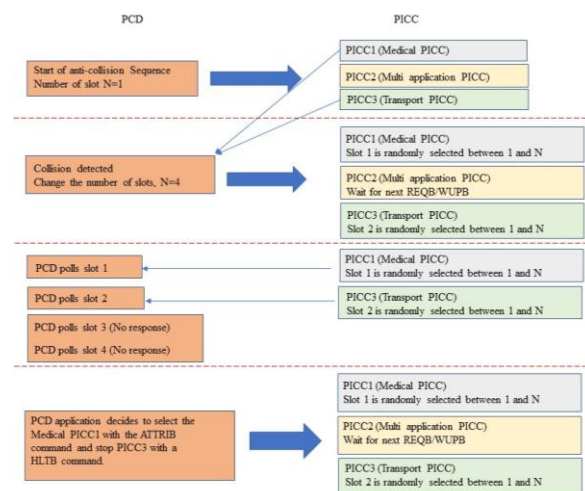 PCD
PICC
Start of anti-collision Sequence
Number of slot N=1
PICC1 (Medical PICC)
PICC2 (Multi application PICC)
PICC3 (Transport PICC)
Collision detected
Change the number of slots, N=4
PICC1 (Medical PICC)
Slot 1 is randomly selected between 1 and N
PICC2 (Multi application PICC)
Wait for next REQB/WUPB
PICC3 (Transport PICC)
Slot 2 is randomly selected between 1 and N
PCD polls slot 1
PCD polls slot 2
PCD polls slot 3 (No response)
PCD polls slot 4 (No response)
PICC1 (Medical PICC)
Slot 1 is randomly selected between 1 and N
PICC3 (Transport PICC)
Slot 2 is randomly selected between 1 and N
PCD application decides to select the
Medical PICC1 with the ATTRIB
command and stop PICC3 with a
HLTB command.
PICC1 (Medical PICC)
Slot 1 is randomly selected between 1 and N
PICC2 (Multi application PICC)
Wait for next REQB/WUPB
PICC3 (Transport PICC)
Slot 2 is randomly selected between 1 and N